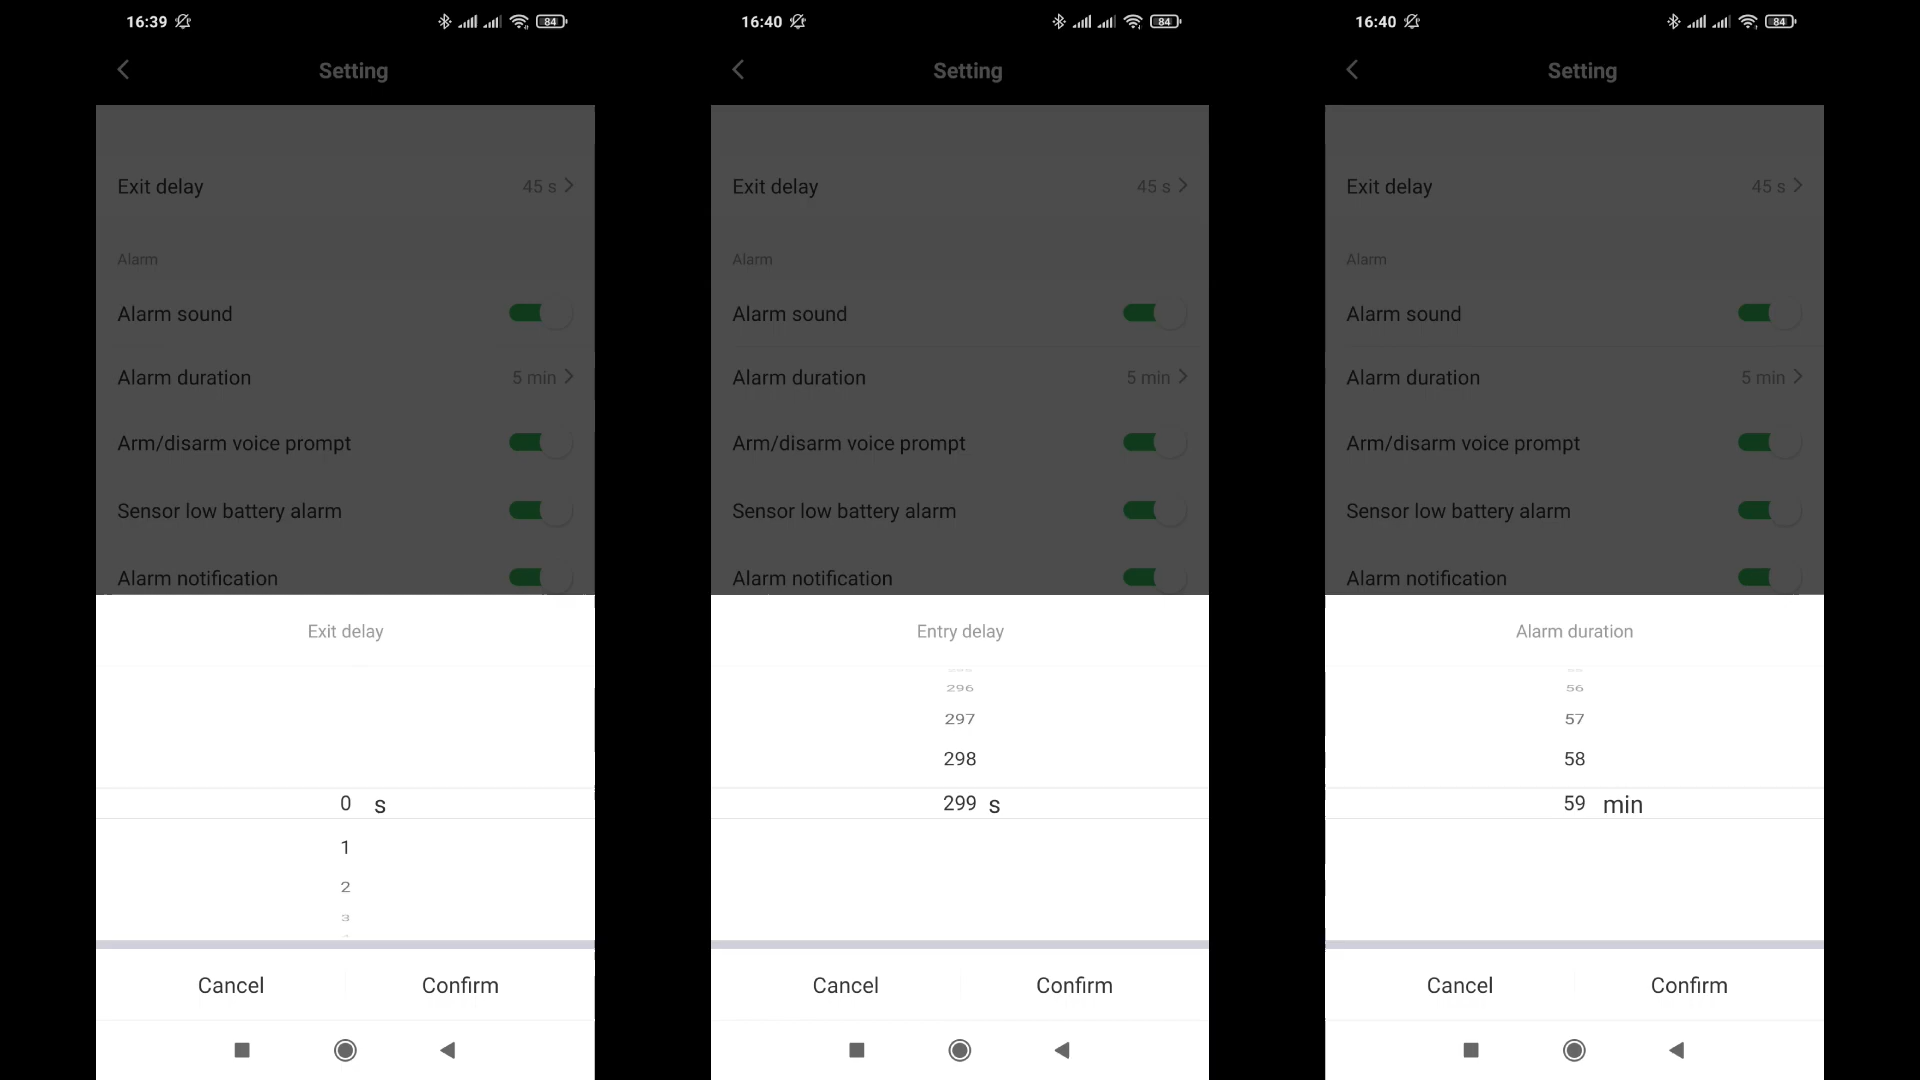 16:39
84
Setting
Exit delay
45 s
Alarm
Alarm sound
Alarm duration
5 min
Arm/disarm voice prompt
Sensor low battery alarm
Alarm notification
Exit delay
0 s
1
2
3
Cancel
Confirm
16:40
84
Setting
Exit delay
45 s
Alarm
Alarm sound
Alarm duration
5 min
Arm/disarm voice prompt
Sensor low battery alarm
Alarm notification
Entry delay
296
297
298
299 s
Cancel
Confirm
16:40
84
Setting
Exit delay
45 s
Alarm
Alarm sound
Alarm duration
5 min
Arm/disarm voice prompt
Sensor low battery alarm
Alarm notification
Alarm duration
56
57
58
59 min
Cancel
Confirm